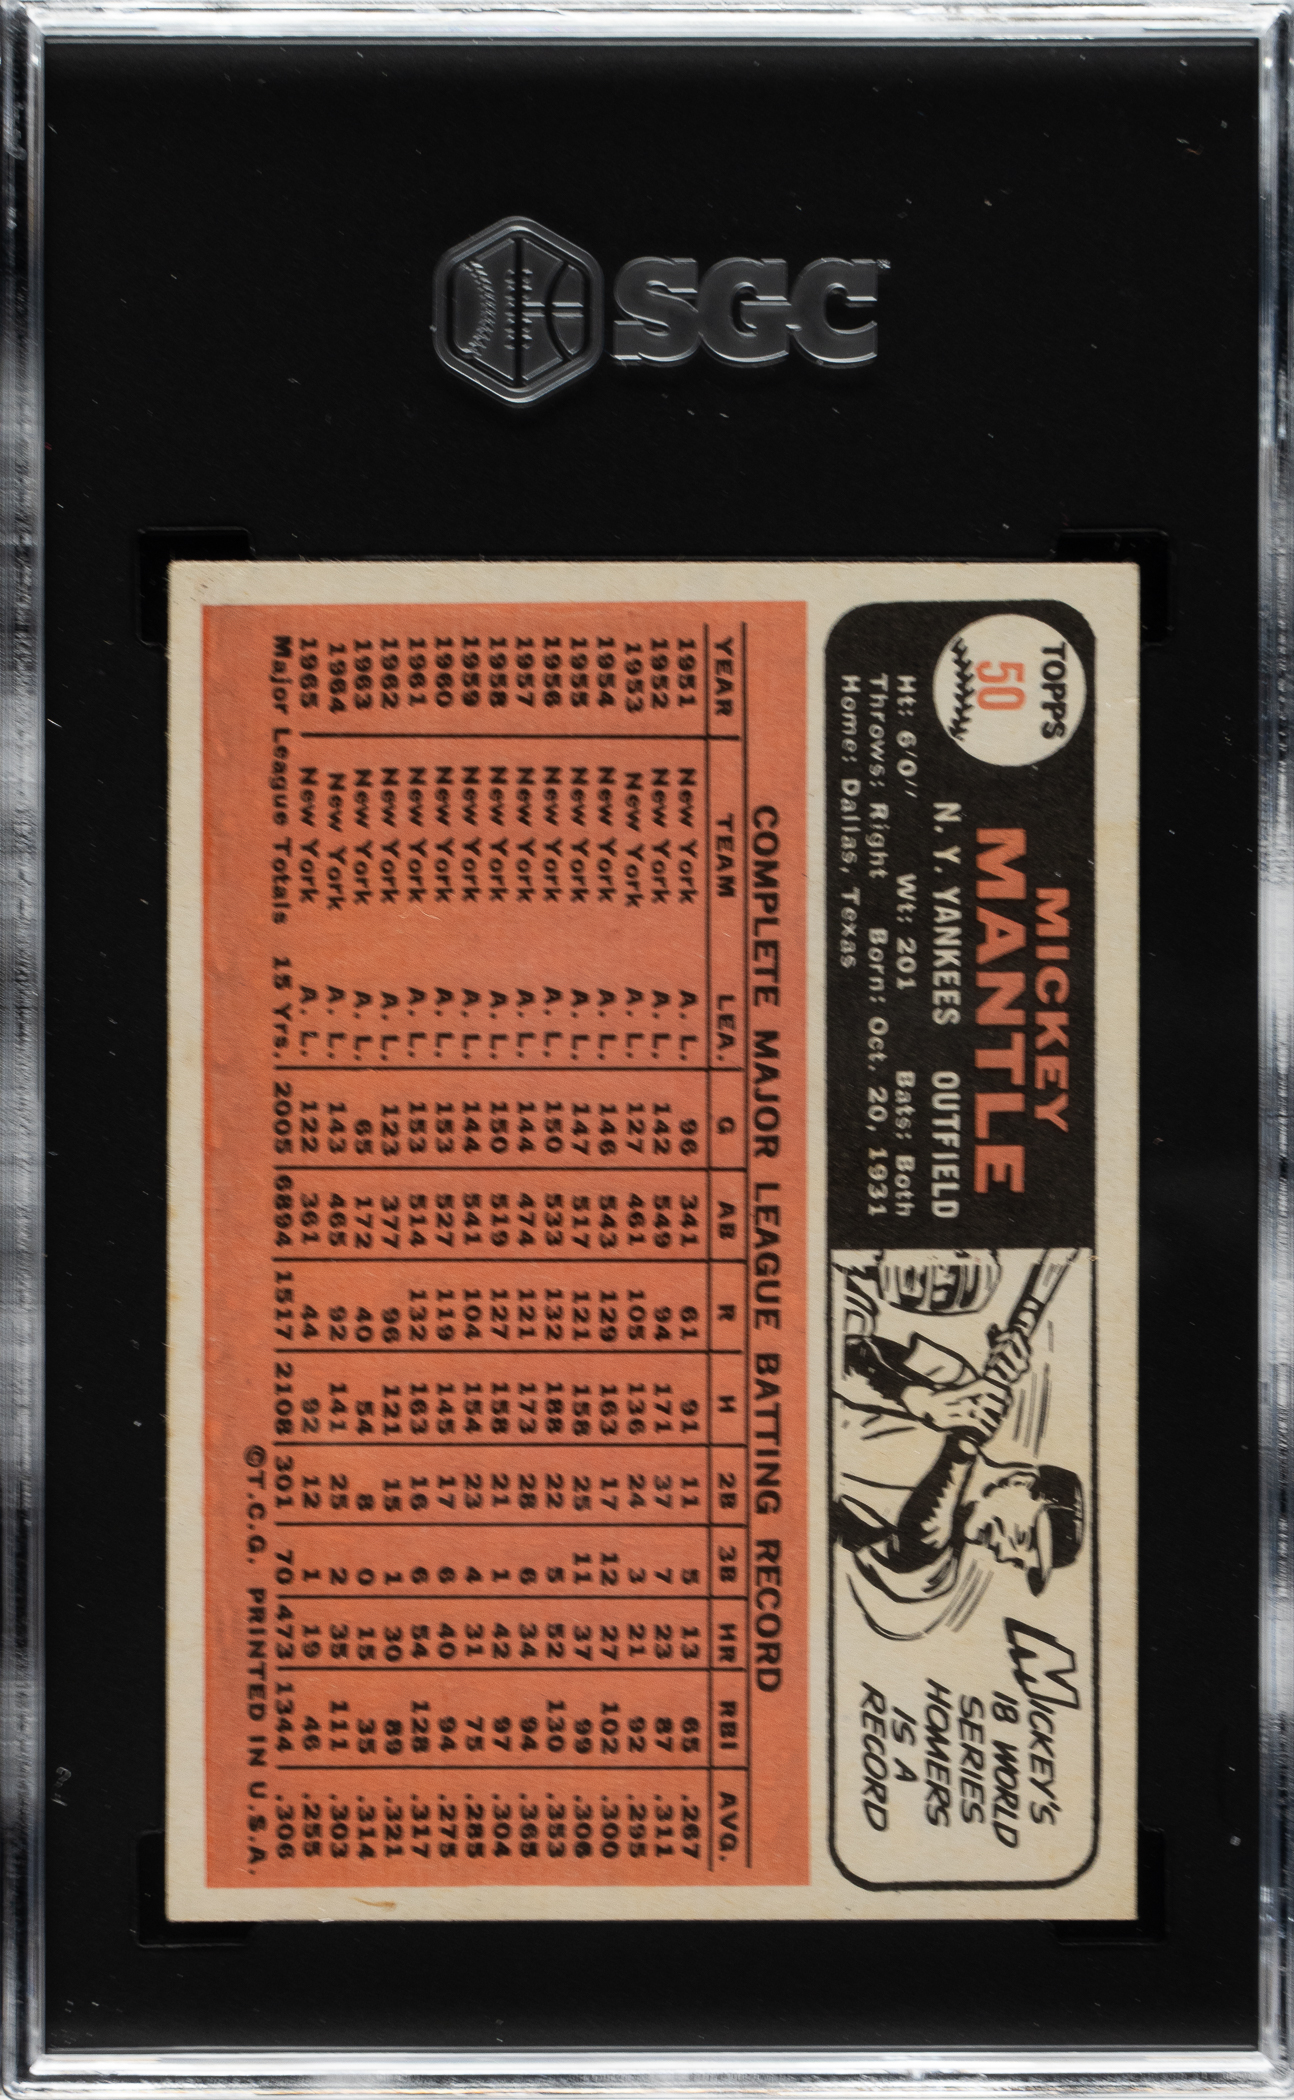 SGC
TOPPS
50
MICKEY
MANTLE
N. Y. YANKEES OUTFIELD
Ht: 6'0'' Wt: 201 Bats: Both
Throws: Right Born: Oct. 20, 1931
Home: Dallas, Texas
MICKEY'S
18 WORLD
SERIES
HOMERS
IS A
RECORD
COMPLETE MAJOR LEAGUE BATTING RECORD
YEAR TEAM LEA. G AB R H 2B 3B HR RBI AVG.
1951 New York A. L. 96 341 61 91 11 5 13 65 .267
1952 New York A. L. 142 549 94 171 37 7 23 87 .311
1953 New York A. L. 127 461 105 136 24 3 21 92 .295
1954 New York A. L. 146 543 129 163 17 12 27 102 .300
1955 New York A. L. 147 517 121 158 25 11 37 99 .306
1956 New York A. L. 150 533 132 188 22 5 52 130 .353
1957 New York A. L. 144 474 121 173 28 6 34 94 .365
1958 New York A. L. 150 519 127 158 21 1 42 97 .304
1959 New York A. L. 144 541 104 154 23 4 31 75 .285
1960 New York A. L. 153 527 119 145 17 6 40 94 .275
1961 New York A. L. 153 514 132 163 16 6 54 128 .317
1962 New York A. L. 123 377 96 121 15 1 30 89 .321
1963 New York A. L. 65 172 40 54 8 0 15 35 .314
1964 New York A. L. 143 465 92 141 25 2 35 111 .303
1965 New York A. L. 122 361 44 92 12 1 19 46 .255
Major League Totals 15 Yrs. 2005 6894 1517 2108 301 70 473 1344 .306
©T.C.G. PRINTED IN U.S.A.